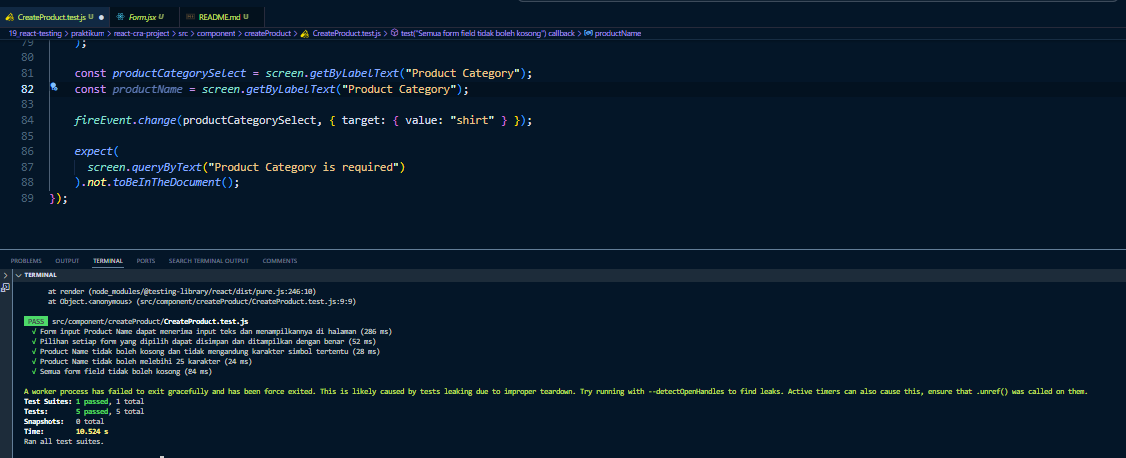 CreateProduct.test.js U ● Form.jsx U README.md U
19_react-testing > praktikum > react-cra-project > src > component > createProduct > CreateProduct.test.js > test("Semua form field tidak boleh kosong") callback > productName
79 );
80
81 const productCategorySelect = screen.getByLabelText("Product Category");
82 const productName = screen.getByLabelText("Product Category");
83
84 fireEvent.change(productCategorySelect, { target: { value: "shirt" } });
85
86 expect(
87 screen.queryByText("Product Category is required")
88 ).not.toBeInTheDocument();
89 });
PROBLEMS OUTPUT TERMINAL PORTS SEARCH TERMINAL OUTPUT COMMENTS
TERMINAL
at render (node_modules/@testing-library/react/dist/pure.js:246:10)
at Object.<anonymous> (src/component/createProduct/CreateProduct.test.js:9:9)
PASS src/component/createProduct/CreateProduct.test.js
√ Form input Product Name dapat menerima input teks dan menampilkannya di halaman (286 ms)
√ Pilihan setiap form yang dipilih dapat disimpan dan ditampilkan dengan benar (52 ms)
√ Product Name tidak boleh kosong dan tidak mengandung karakter simbol tertentu (28 ms)
√ Product Name tidak boleh melebihi 25 karakter (24 ms)
√ Semua form field tidak boleh kosong (84 ms)
A worker process has failed to exit gracefully and has been force exited. This is likely caused by tests leaking due to improper teardown. Try running with --detectOpenHandles to find leaks. Active timers can also cause this, ensure that .unref() was called on them.
Test Suites: 1 passed, 1 total
Tests: 5 passed, 5 total
Snapshots: 0 total
Time: 10.524 s
Ran all test suites.